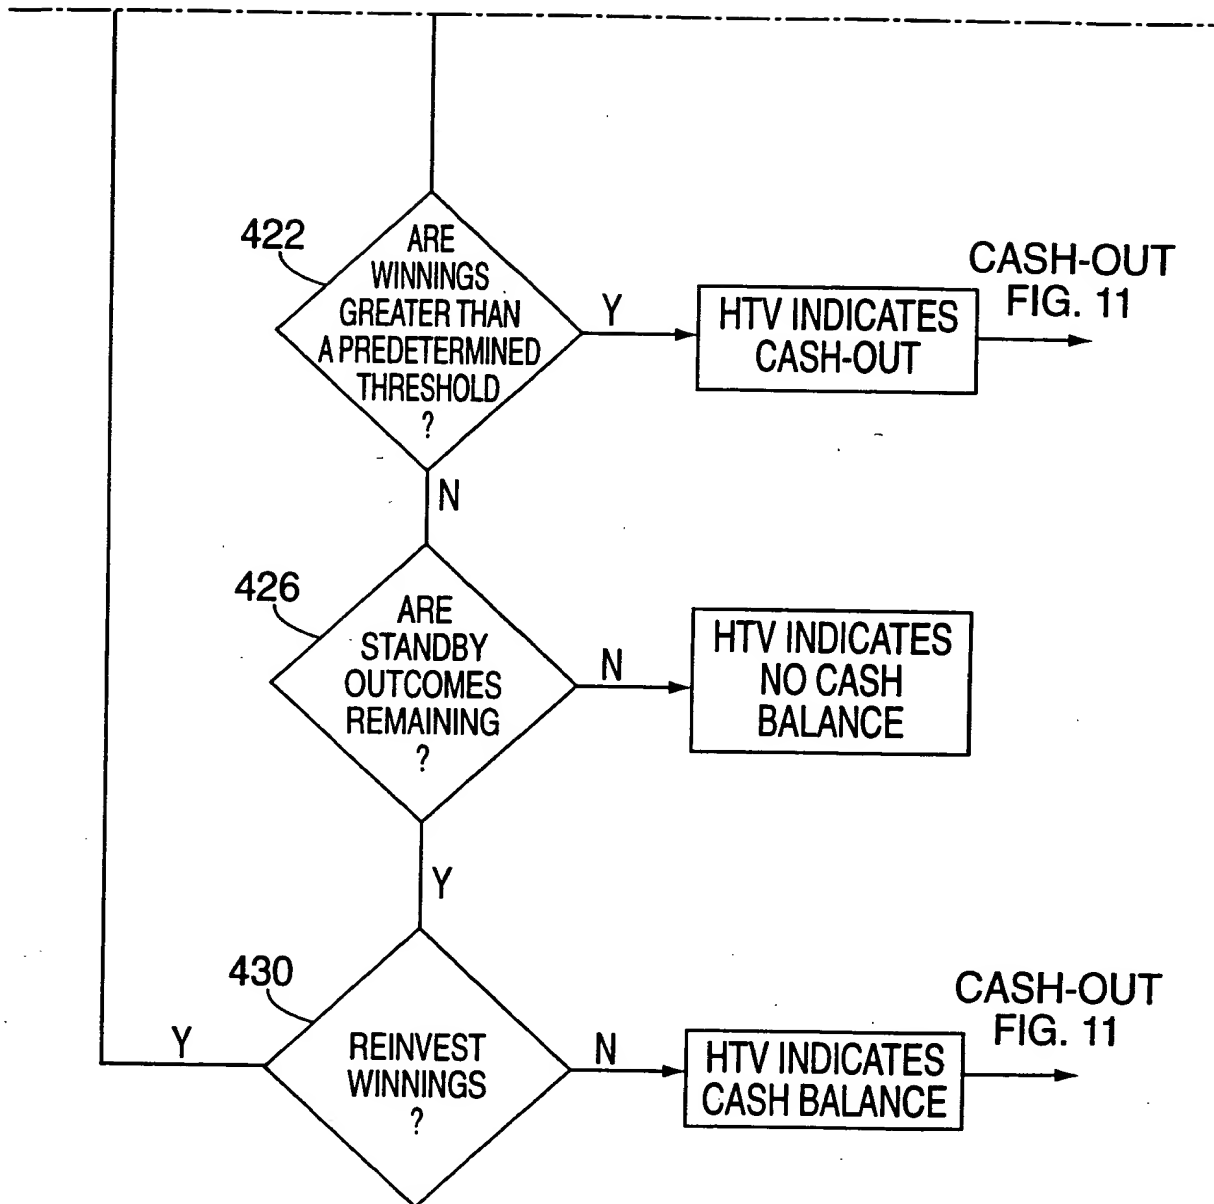 422
ARE
WINNINGS
GREATER THAN
A PREDETERMINED
THRESHOLD
?
Y
HTV INDICATES
CASH-OUT
CASH-OUT
FIG. 11
N
426
ARE
STANDBY
OUTCOMES
REMAINING
?
N
HTV INDICATES
NO CASH
BALANCE
Y
430
REINVEST
WINNINGS
?
Y
N
HTV INDICATES
CASH BALANCE
CASH-OUT
FIG. 11